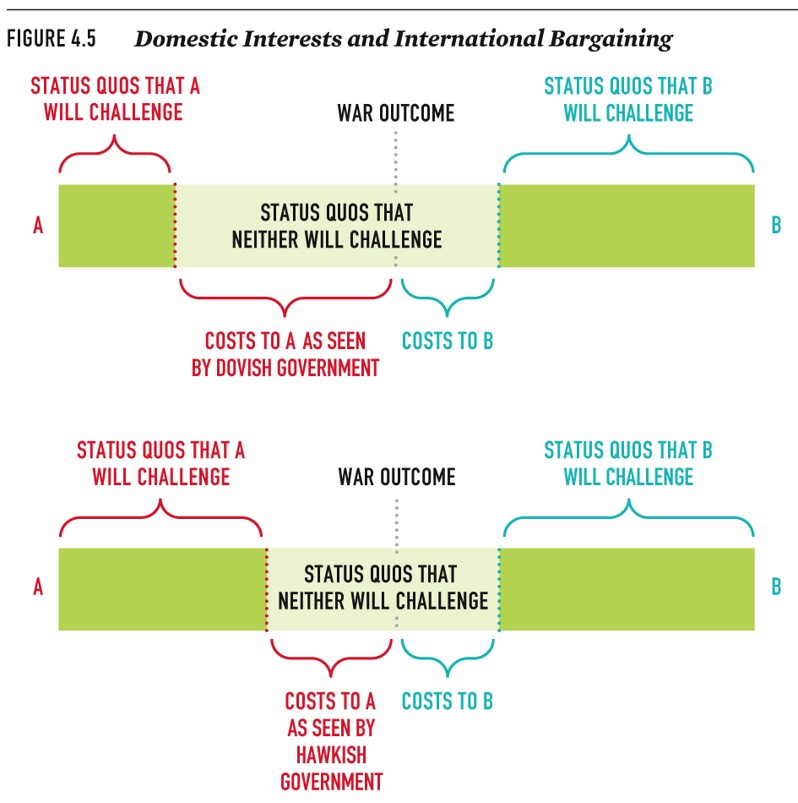 FIGURE 4.5 Domestic Interests and International Bargaining
STATUS QUOS THAT A
WILL CHALLENGE
WAR OUTCOME
STATUS QUOS THAT B
WILL CHALLENGE
A
STATUS QUOS THAT
NEITHER WILL CHALLENGE
B
COSTS TO A AS SEEN
BY DOVISH GOVERNMENT
COSTS TO B
STATUS QUOS THAT A
WILL CHALLENGE
WAR OUTCOME
STATUS QUOS THAT B
WILL CHALLENGE
A
STATUS QUOS THAT
NEITHER WILL CHALLENGE
B
COSTS TO A
AS SEEN BY
HAWKISH
GOVERNMENT
COSTS TO B